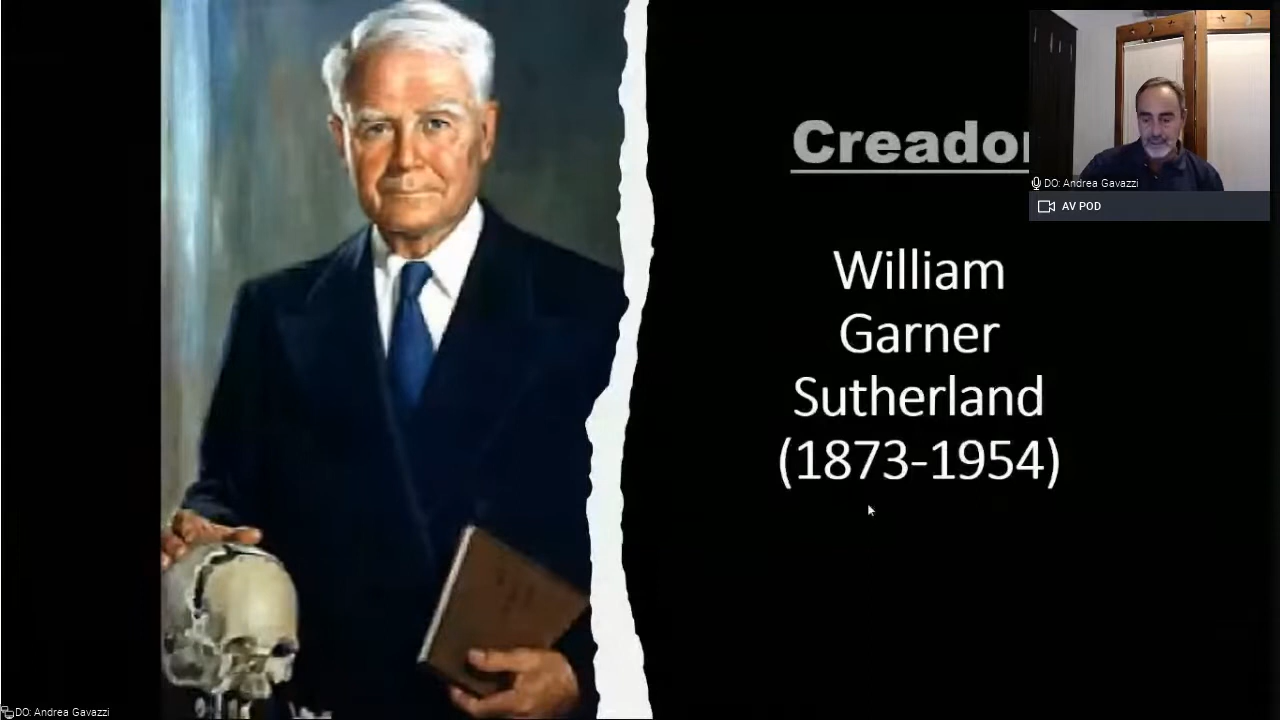 Creador
William
Garner
Sutherland
(1873-1954)
DO: Andrea Gavazzi
AV POD
DO: Andrea Gavazzi